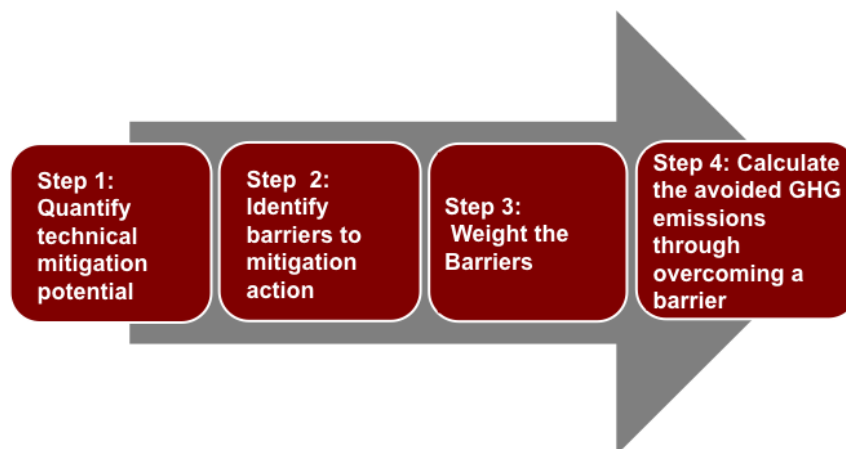 Step 1:
Quantify
technical
mitigation
potential
Step 2:
Identify
barriers to
mitigation
action
Step 3:
Weight the
Barriers
Step 4: Calculate
the avoided GHG
emissions
through
overcoming a
barrier